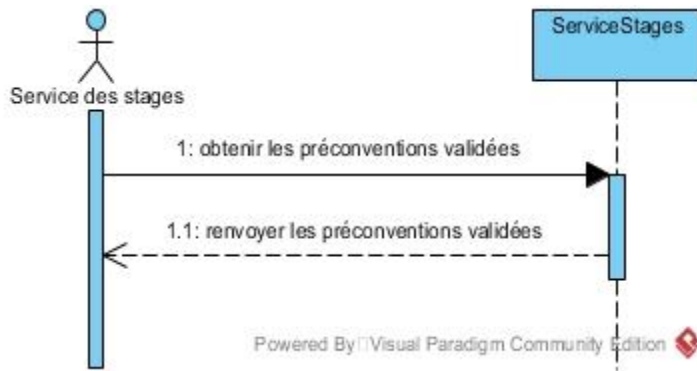 ServiceStages
Service des stages
1: obtenir les préconventions validées
1.1: renvoyer les préconventions validées
Powered By Visual Paradigm Community Edition